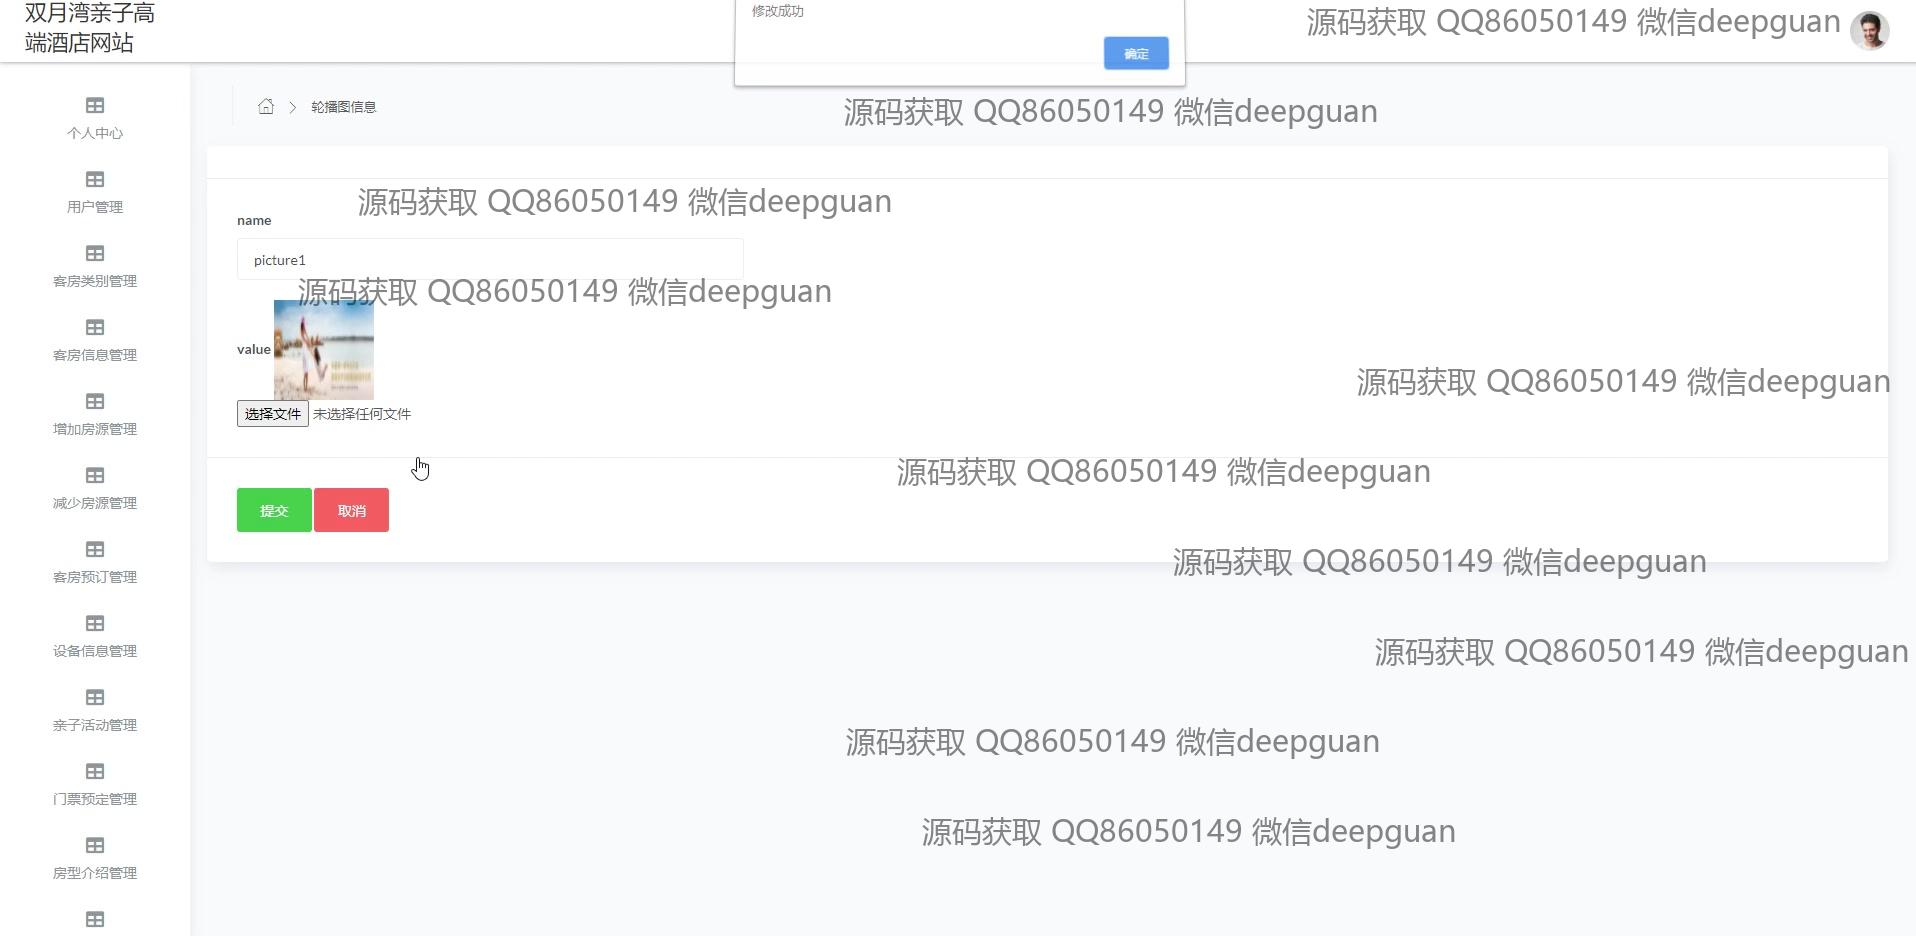 双月湾亲子高
端酒店网站
修改成功
确定
源码获取 QQ86050149 微信deepguan
轮播图信息
源码获取 QQ86050149 微信deepguan
个人中心
用户管理
客房类别管理
客房信息管理
增加房源管理
减少房源管理
客房预订管理
设备信息管理
亲子活动管理
门票预定管理
房型介绍管理
源码获取 QQ86050149 微信deepguan
name
picture1
源码获取 QQ86050149 微信deepguan
value
选择文件 未选择任何文件
源码获取 QQ86050149 微信deepguan
源码获取 QQ86050149 微信deepguan
提交 取消
源码获取 QQ86050149 微信deepguan
源码获取 QQ86050149 微信deepguan
源码获取 QQ86050149 微信deepguan
源码获取 QQ86050149 微信deepguan